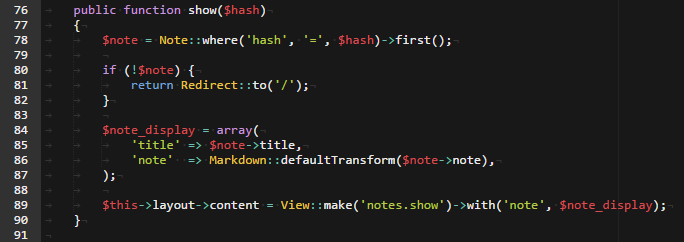 76 public function show($hash)
77 {
78 $note = Note::where('hash', '=', $hash)->first();
79
80 if (!$note) {
81 return Redirect::to('/');
82 }
83
84 $note_display = array(
85 'title' => $note->title,
86 'note' => Markdown::defaultTransform($note->note),
87 );
88
89 $this->layout->content = View::make('notes.show')->with('note', $note_display);
90 }
91